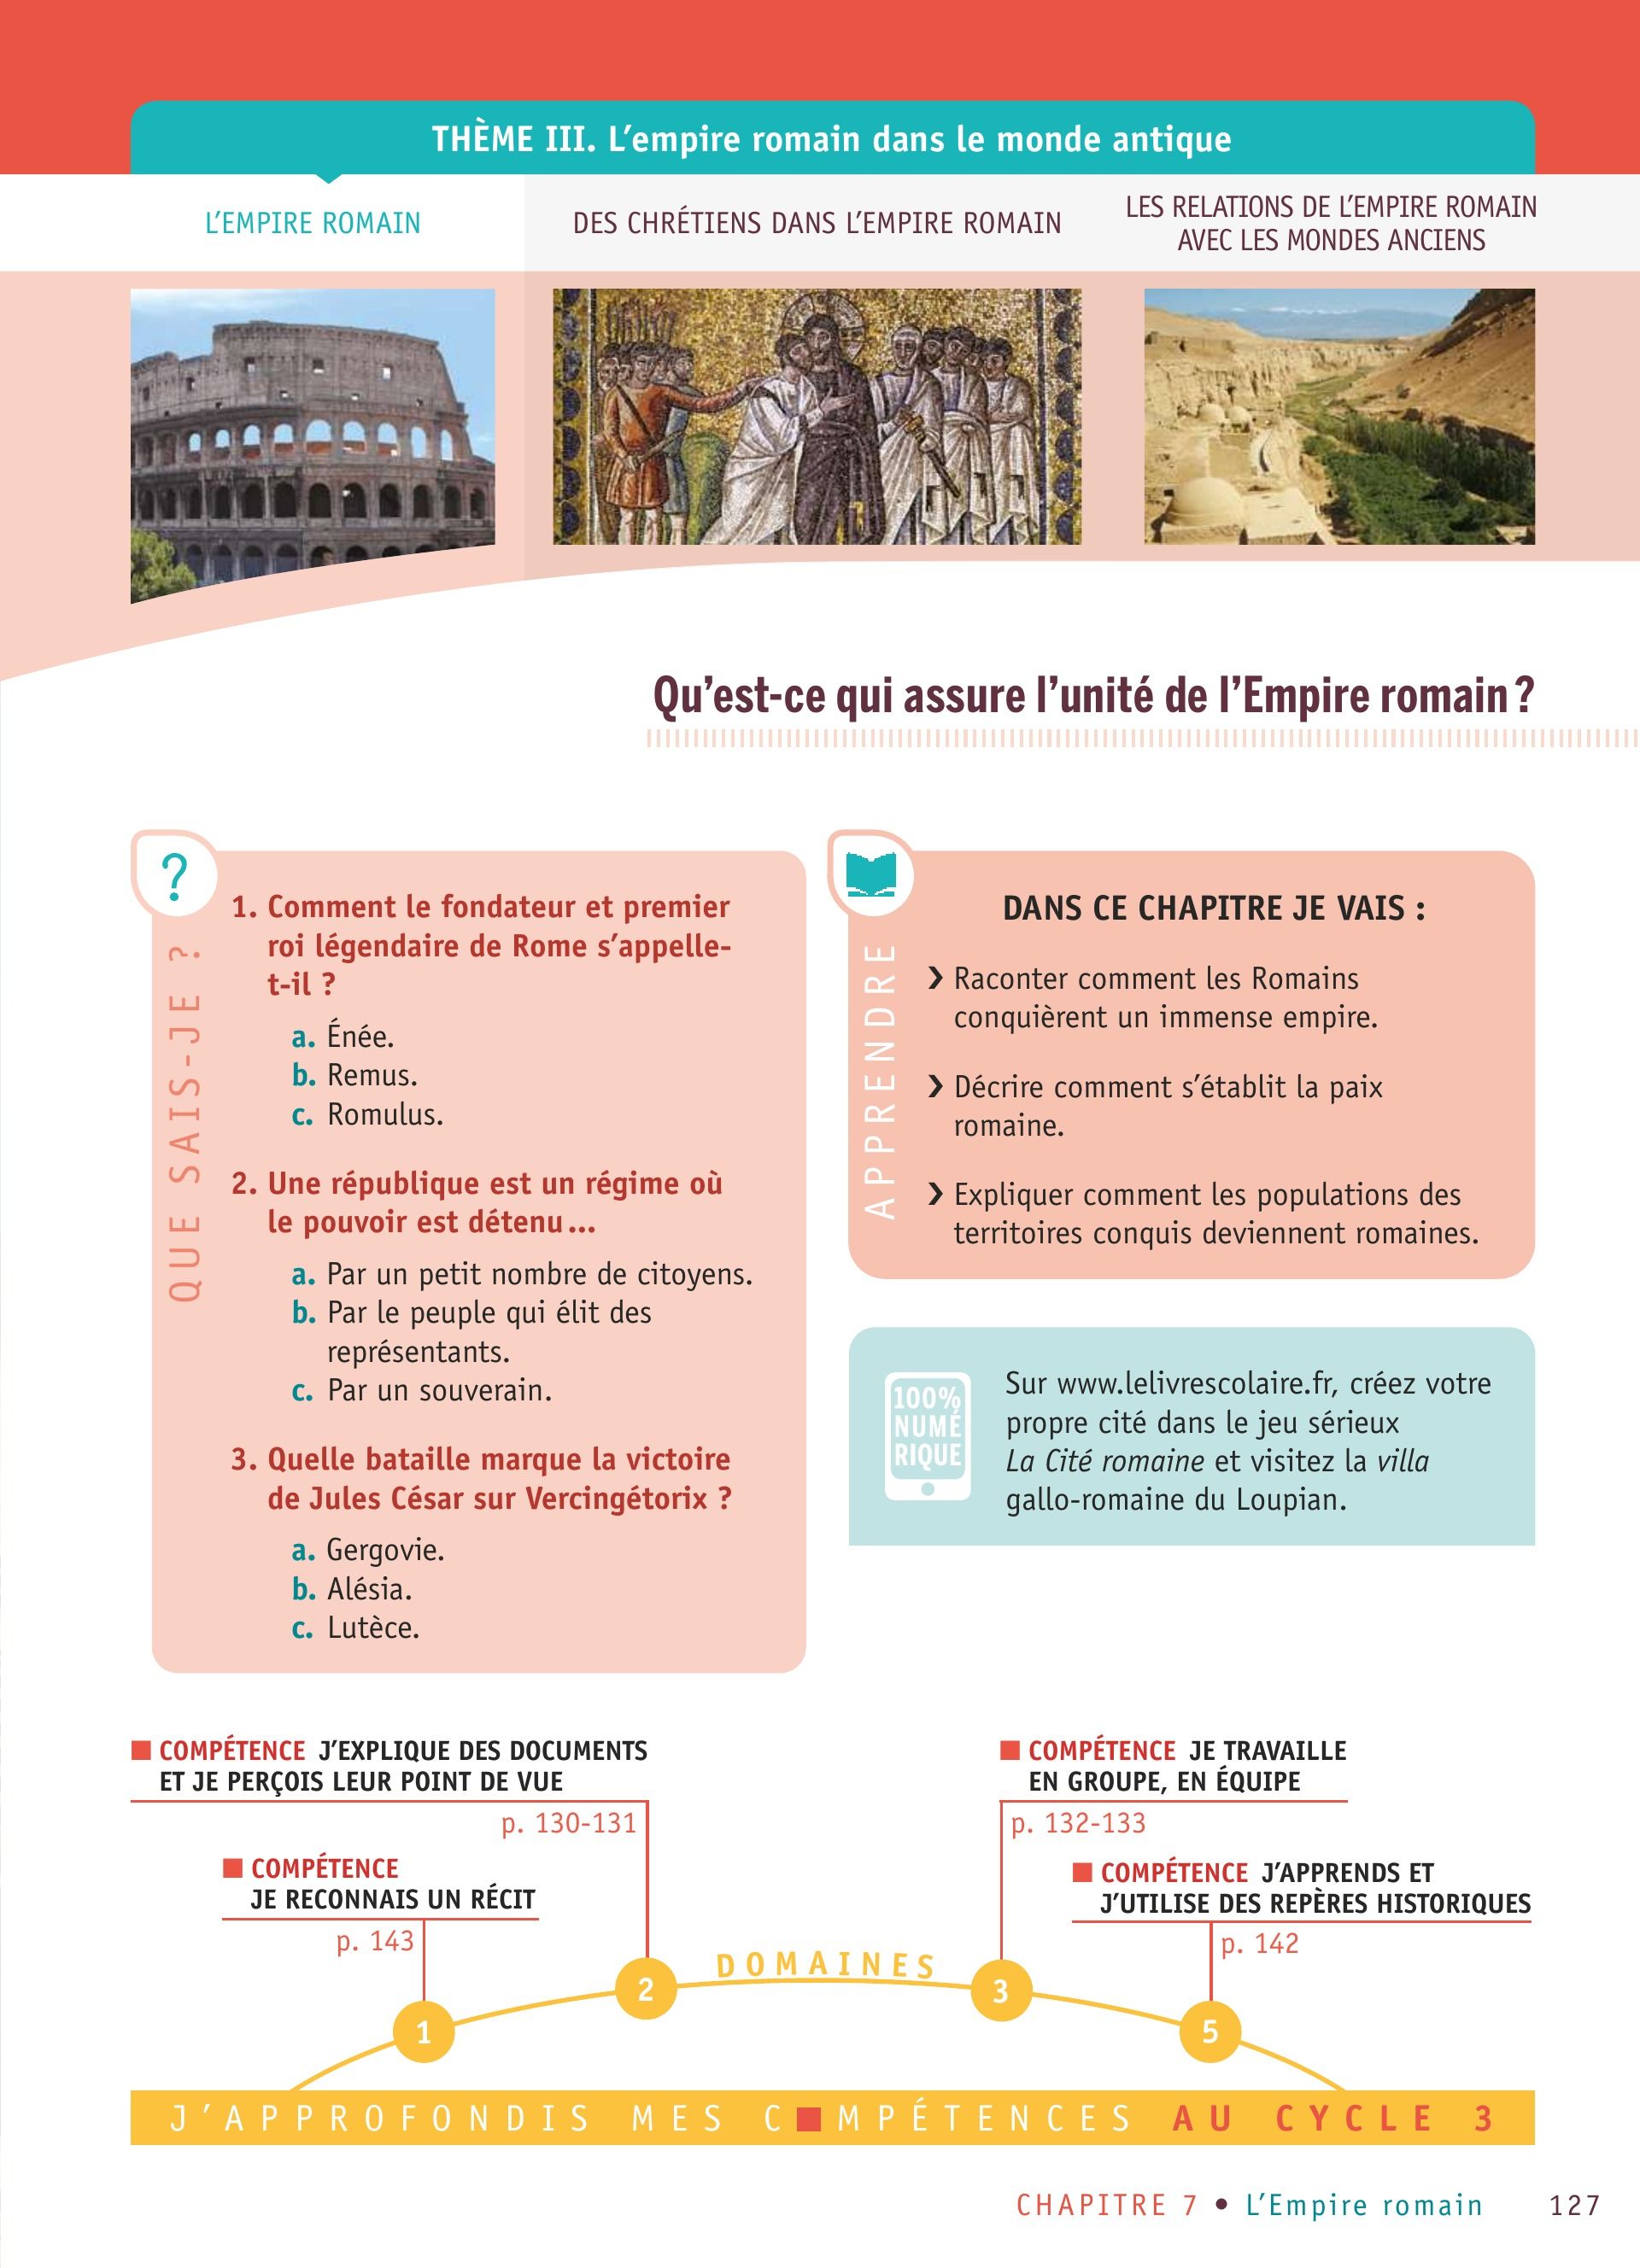 THÈME III. L’empire romain dans le monde antique
L’EMPIRE ROMAIN
DES CHRÉTIENS DANS L’EMPIRE ROMAIN
LES RELATIONS DE L’EMPIRE ROMAIN
AVEC LES MONDES ANCIENS
Qu’est-ce qui assure l’unité de l’Empire romain ?
?
QUE SAIS-JE ?
1. Comment le fondateur et premier
roi légendaire de Rome s’appelle-
t-il ?
a. Énée.
b. Remus.
c. Romulus.
2. Une république est un régime où
le pouvoir est détenu...
a. Par un petit nombre de citoyens.
b. Par le peuple qui élit des
représentants.
c. Par un souverain.
3. Quelle bataille marque la victoire
de Jules César sur Vercingétorix ?
a. Gergovie.
b. Alésia.
c. Lutèce.
APPRENDRE
DANS CE CHAPITRE JE VAIS :
❯ Raconter comment les Romains
conquièrent un immense empire.
❯ Décrire comment s’établit la paix
romaine.
❯ Expliquer comment les populations des
territoires conquis deviennent romaines.
100%
NUMÉ
RIQUE
Sur www.lelivrescolaire.fr, créez votre
propre cité dans le jeu sérieux
La Cité romaine et visitez la villa
gallo-romaine du Loupian.
■ COMPÉTENCE J’EXPLIQUE DES DOCUMENTS
ET JE PERÇOIS LEUR POINT DE VUE
p. 130-131
■ COMPÉTENCE
JE RECONNAIS UN RÉCIT
p. 143
■ COMPÉTENCE JE TRAVAILLE
EN GROUPE, EN ÉQUIPE
p. 132-133
■ COMPÉTENCE J’APPRENDS ET
J’UTILISE DES REPÈRES HISTORIQUES
p. 142
DOMAINES
1
2
3
5
J’APPROFONDIS MES C■MPÉTENCES AU CYCLE 3
CHAPITRE 7 • L’Empire romain 127